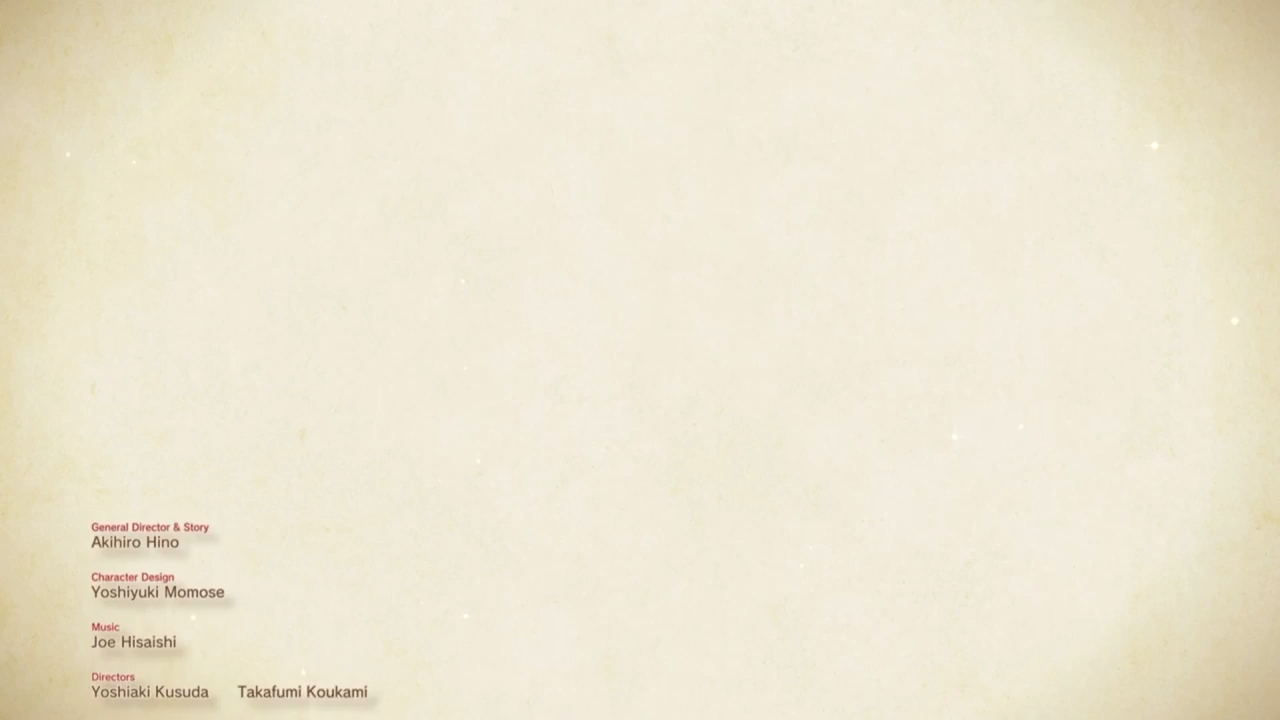 General Director & Story
Akihiro Hino
Character Design
Yoshiyuki Momose
Music
Joe Hisaishi
Directors
Yoshiaki Kusuda Takafumi Koukami